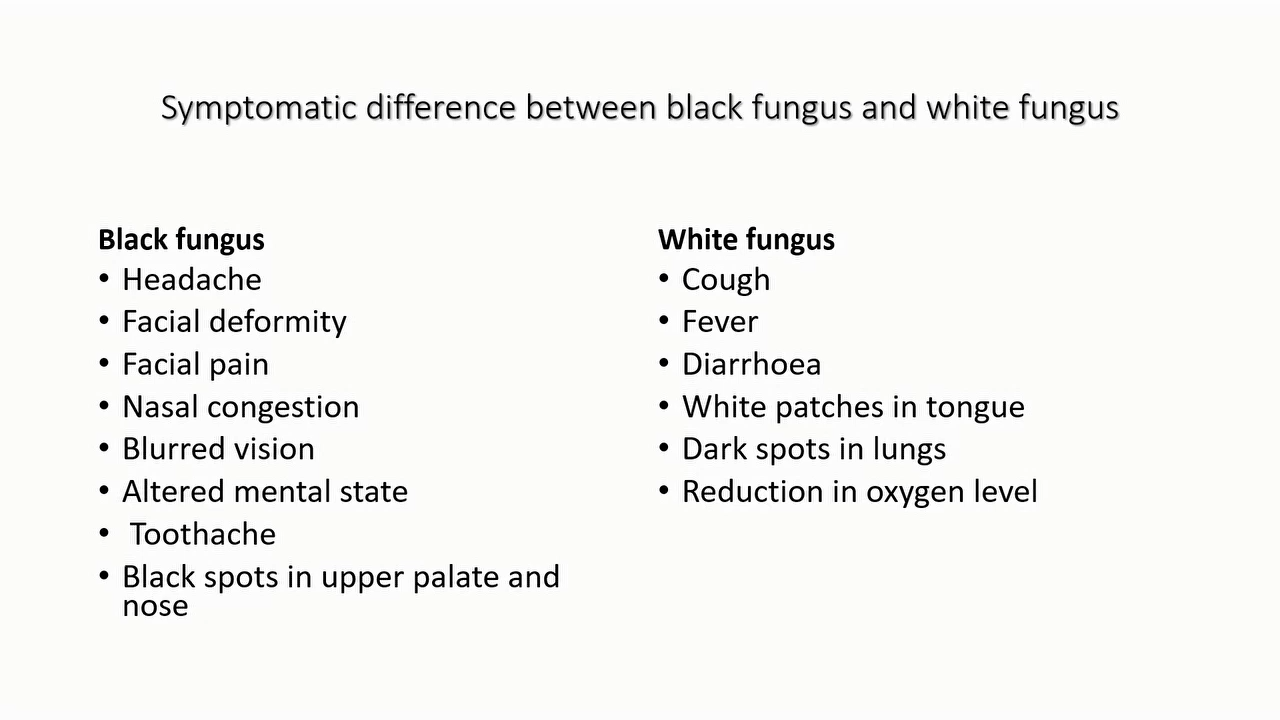 Symptomatic difference between black fungus and white fungus
Black fungus
• Headache
• Facial deformity
• Facial pain
• Nasal congestion
• Blurred vision
• Altered mental state
• Toothache
• Black spots in upper palate and
nose
White fungus
• Cough
• Fever
• Diarrhoea
• White patches in tongue
• Dark spots in lungs
• Reduction in oxygen level